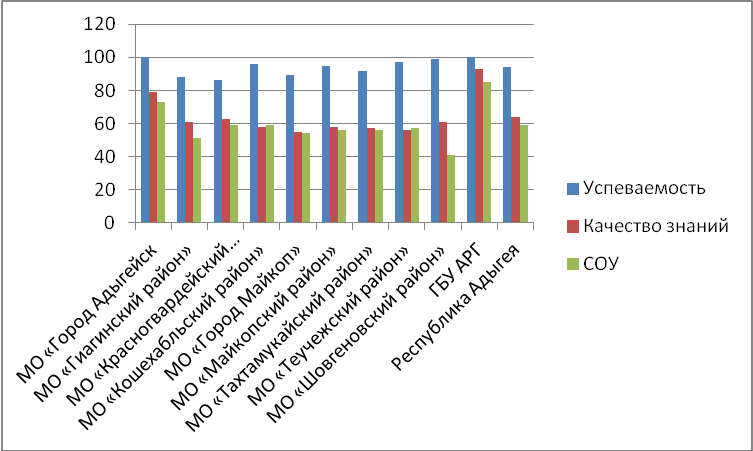 120
100
80
60
40
20
0
МО «Город Адыгейск
МО «Гиагинский район»
МО «Красногвардейский...
МО «Кошехабльский район»
МО «Город Майкоп»
МО «Майкопский район»
МО «Тахтамукайский район»
МО «Теучежский район»
МО «Шовгеновский район»
ГБУ АРГ
Республика Адыгея
Успеваемость
Качество знаний
СОУ